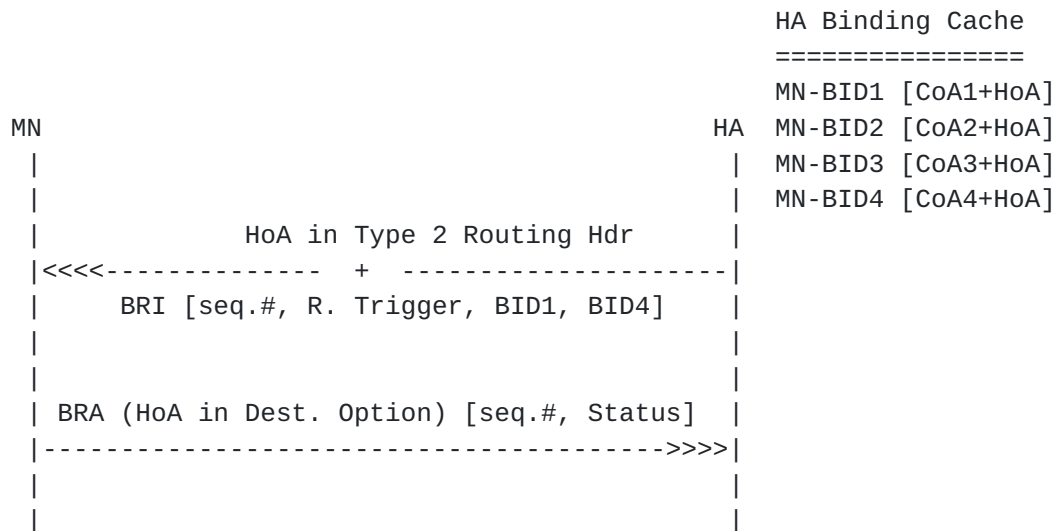 HA Binding Cache
================
MN-BID1 [CoA1+HoA]
MN HA MN-BID2 [CoA2+HoA]
| | MN-BID3 [CoA3+HoA]
| | MN-BID4 [CoA4+HoA]
| HoA in Type 2 Routing Hdr |
|<<<<-------------- + ---------------------|
| BRI [seq.#, R. Trigger, BID1, BID4] |
| |
| |
| BRA (HoA in Dest. Option) [seq.#, Status] |
|---------------------------------------->>>>|
| |
| |